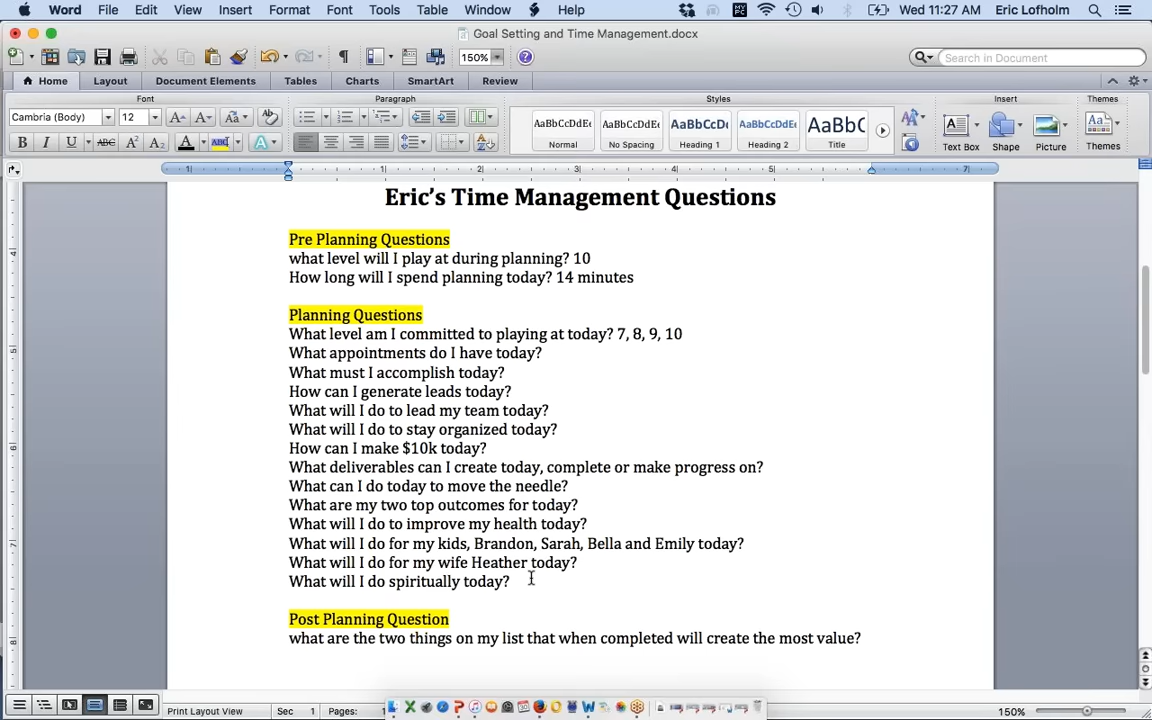 Word File Edit View Insert Format Font Tools Table Window Help Wed 11:27 AM Eric Lofholm
Goal Setting and Time Management.docx
150% Search in Document
Home Layout Document Elements Tables Charts SmartArt Review
Font Paragraph Styles Insert Themes
Cambria (Body) 12
AaBbCcDdEe AaBbCcDdEe AaBbCcDd AaBbCcDdEe AaBbC
Normal No Spacing Heading 1 Heading 2 Title Text Box Shape Picture Themes
Eric’s Time Management Questions
Pre Planning Questions
what level will I play at during planning? 10
How long will I spend planning today? 14 minutes
Planning Questions
What level am I committed to playing at today? 7, 8, 9, 10
What appointments do I have today?
What must I accomplish today?
How can I generate leads today?
What will I do to lead my team today?
What will I do to stay organized today?
How can I make $10k today?
What deliverables can I create today, complete or make progress on?
What can I do today to move the needle?
What are my two top outcomes for today?
What will I do to improve my health today?
What will I do for my kids, Brandon, Sarah, Bella and Emily today?
What will I do for my wife Heather today?
What will I do spiritually today?
Post Planning Question
what are the two things on my list that when completed will create the most value?
Print Layout View Sec 1 Pages: 150%